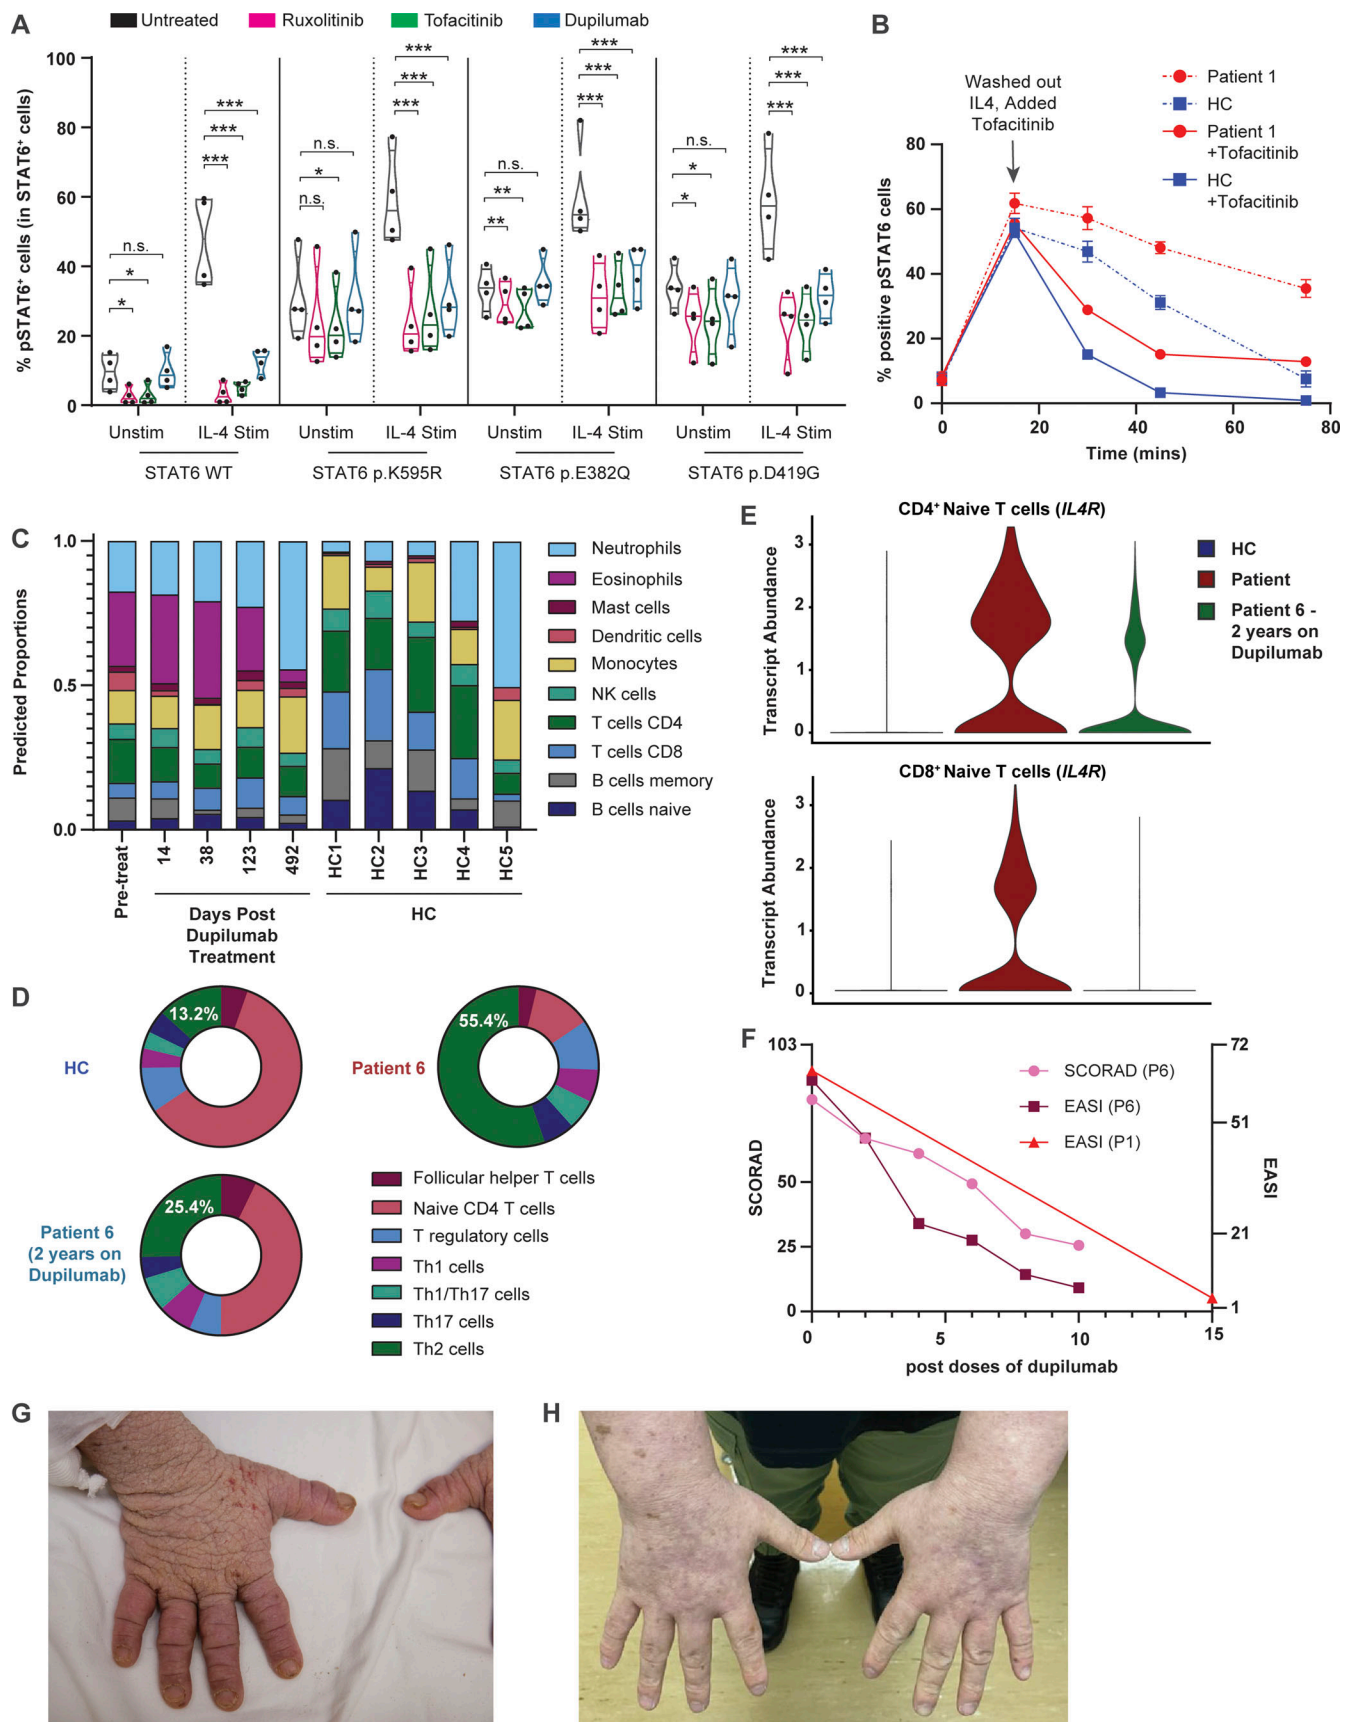 A
Untreated
Ruxolitinib
Tofacitinib
Dupilumab
% pSTAT6⁺ cells (in STAT6⁺ cells)
100
80
60
40
20
0
n.s.
*
*
***
***
***
n.s.
*
n.s.
***
***
***
n.s.
**
**
***
***
***
n.s.
*
*
***
***
***
Unstim
IL-4 Stim
Unstim
IL-4 Stim
Unstim
IL-4 Stim
Unstim
IL-4 Stim
STAT6 WT
STAT6 p.K595R
STAT6 p.E382Q
STAT6 p.D419G
B
Washed out
IL4, Added
Tofacitinib
Patient 1
HC
Patient 1
+Tofacitinib
HC
+Tofacitinib
% positive pSTAT6 cells
80
60
40
20
0
0
20
40
60
80
Time (mins)
C
Predicted Proportions
1.0
0.5
0.0
Neutrophils
Eosinophils
Mast cells
Dendritic cells
Monocytes
NK cells
T cells CD4
T cells CD8
B cells memory
B cells naive
Pre-treat
14
38
123
492
HC1
HC2
HC3
HC4
HC5
Days Post
Dupilumab
Treatment
HC
D
HC
13.2%
Patient 6
55.4%
Patient 6
(2 years on
Dupilumab)
25.4%
Follicular helper T cells
Naive CD4 T cells
T regulatory cells
Th1 cells
Th1/Th17 cells
Th17 cells
Th2 cells
E
CD4⁺ Naive T cells (IL4R)
Transcript Abundance
3
2
1
0
HC
Patient
Patient 6 -
2 years on
Dupilumab
CD8⁺ Naive T cells (IL4R)
Transcript Abundance
3
2
1
0
F
SCORAD
103
50
25
0
SCORAD (P6)
EASI (P6)
EASI (P1)
72
51
21
1
EASI
0
5
10
15
post doses of dupilumab
G
H